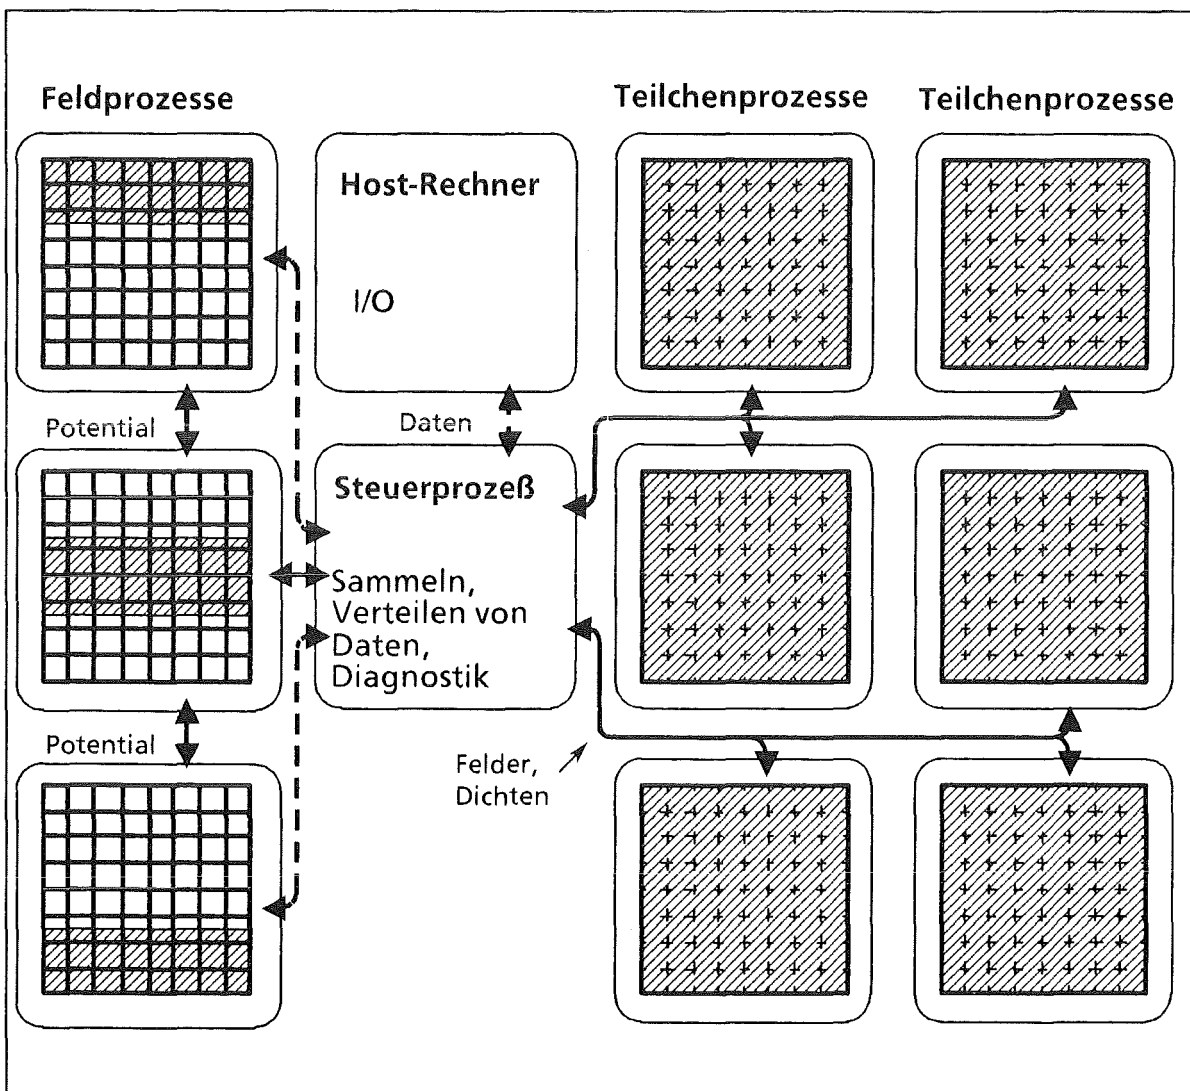 Feldprozesse
Teilchenprozesse
Teilchenprozesse
Host-Rechner
I/O
Potential
Daten
Steuerprozeß
Sammeln,
Verteilen von
Daten,
Diagnostik
Potential
Felder,
Dichten